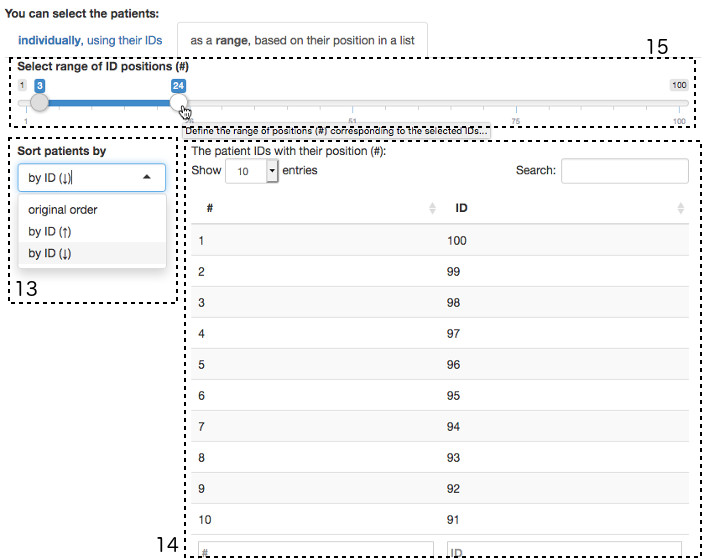 You can select the patients:
individually, using their IDs
as a range, based on their position in a list
15
Select range of ID positions (#)
1 3 24 100
1 51 75 100
Define the range of positions (#) corresponding to the selected IDs...
Sort patients by
by ID (↓)
original order
by ID (↑)
by ID (↓)
13
The patient IDs with their position (#):
Show 10 entries Search:
# ID
1 100
2 99
3 98
4 97
5 96
6 95
7 94
8 93
9 92
10 91
14
# ID